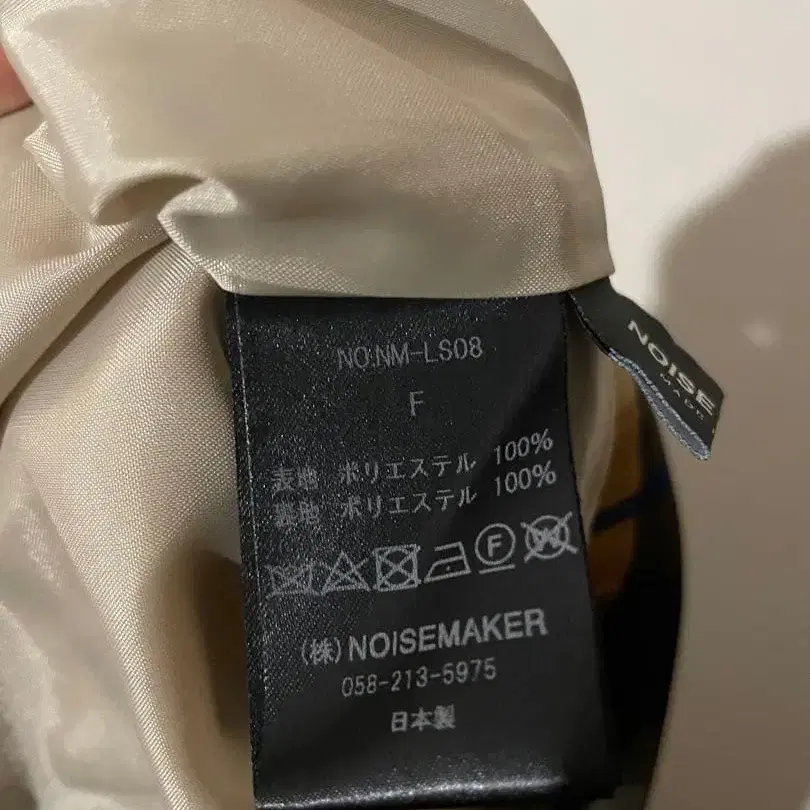 NO:NM-LS08
F
表地 ポリエステル 100%
裏地 ポリエステル 100%
F W
(株) NOISEMAKER
058-213-5975
日本製
NOISE
MADE